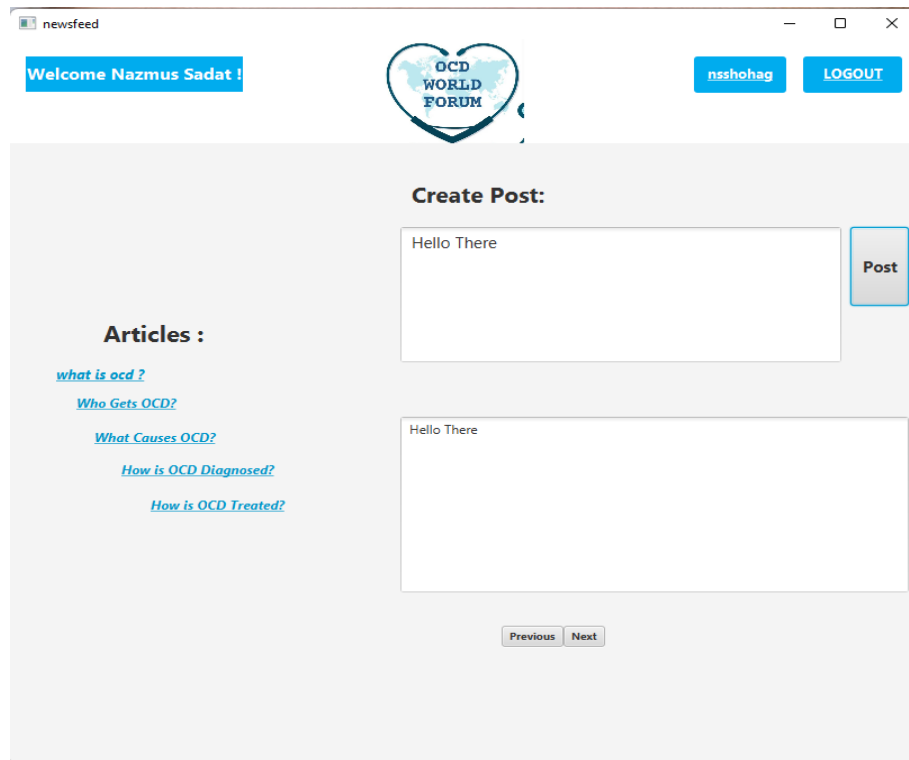 newsfeed
Welcome Nazmus Sadat !
OCD
WORLD
FORUM
nsshohag
LOGOUT
Create Post:
Hello There
Post
Articles :
what is ocd ?
Who Gets OCD?
What Causes OCD?
How is OCD Diagnosed?
How is OCD Treated?
Hello There
Previous
Next